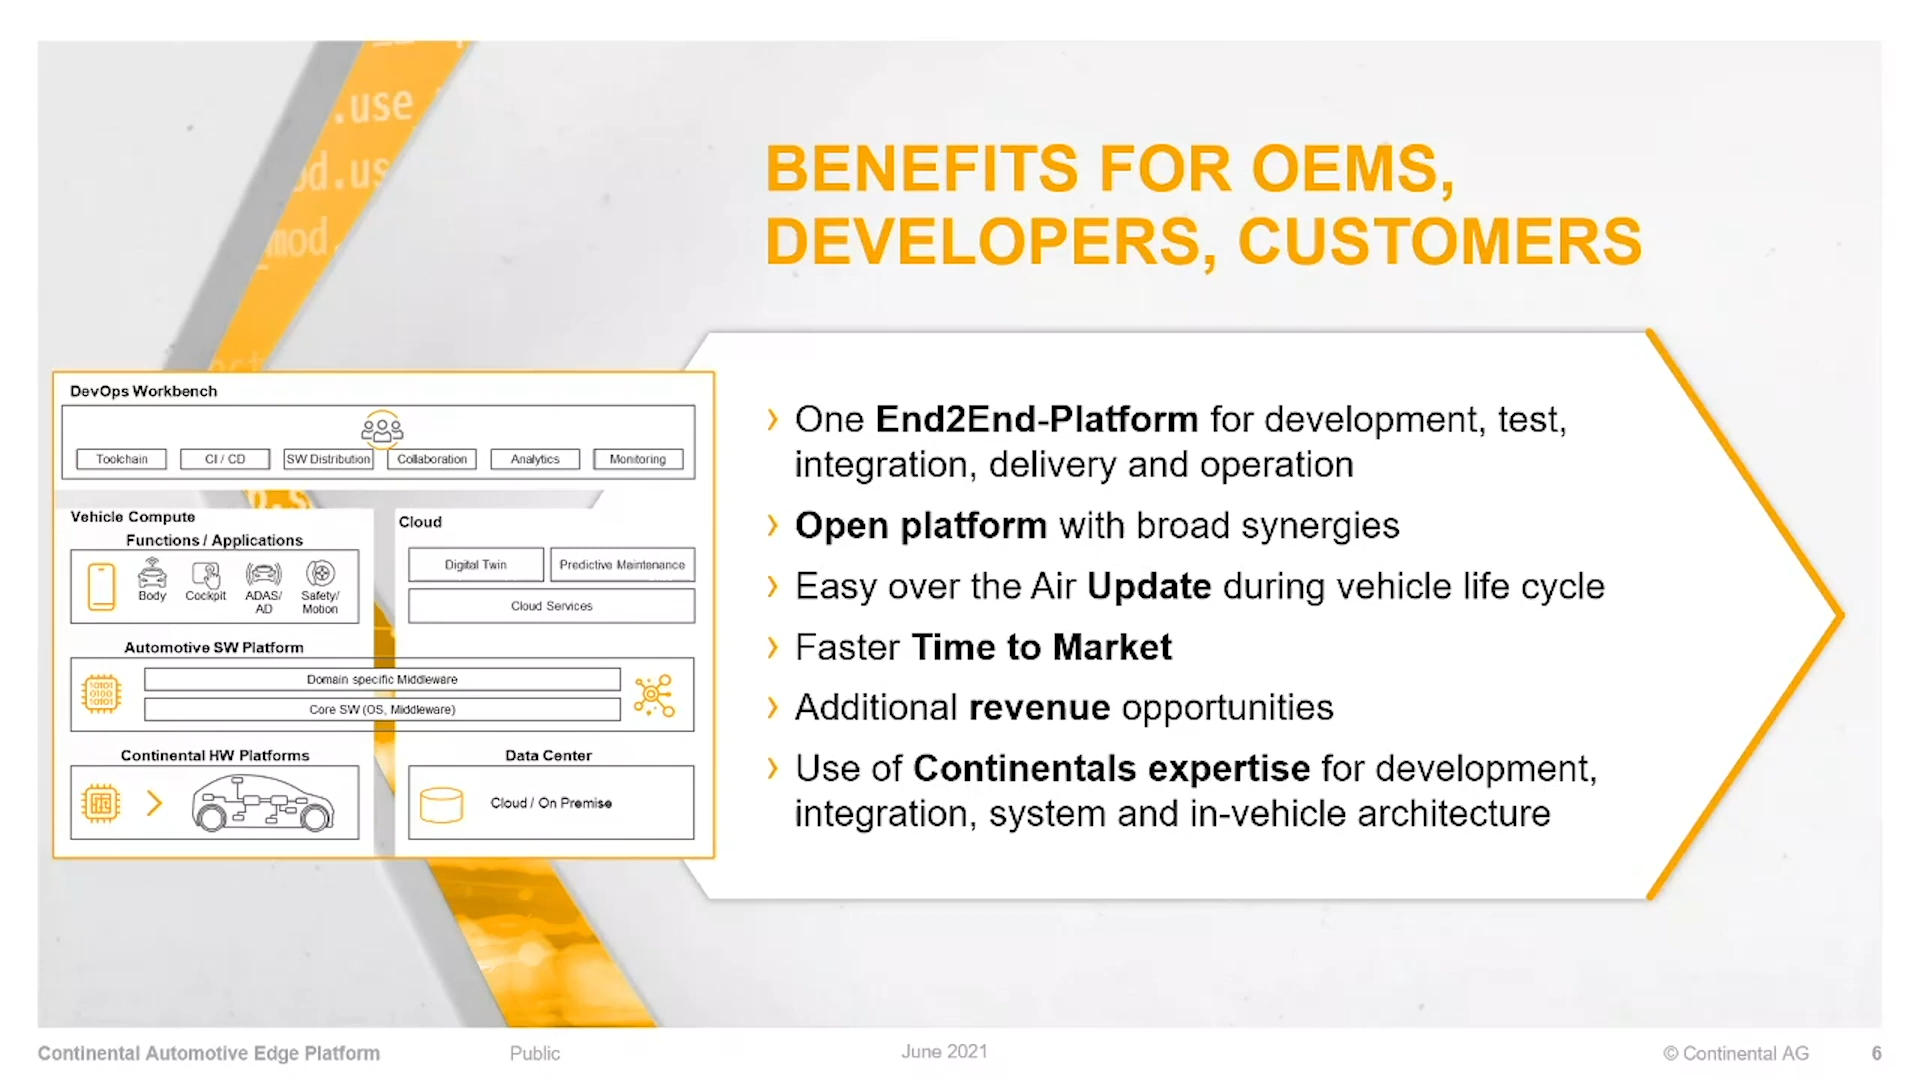 .use
od.us
mod.
BENEFITS FOR OEMS,
DEVELOPERS, CUSTOMERS
DevOps Workbench
Toolchain CI / CD SW Distribution Collaboration Analytics Monitoring
Vehicle Compute
Functions / Applications
Body Cockpit ADAS/ Safety/
AD Motion
Cloud
Digital Twin Predictive Maintenance
Cloud Services
Automotive SW Platform
10101
0100
1010
Domain specific Middleware
Core SW (OS, Middleware)
Continental HW Platforms
Data Center
Cloud / On Premise
› One End2End-Platform for development, test,
integration, delivery and operation
› Open platform with broad synergies
› Easy over the Air Update during vehicle life cycle
› Faster Time to Market
› Additional revenue opportunities
› Use of Continentals expertise for development,
integration, system and in-vehicle architecture
Continental Automotive Edge Platform Public June 2021 © Continental AG 6